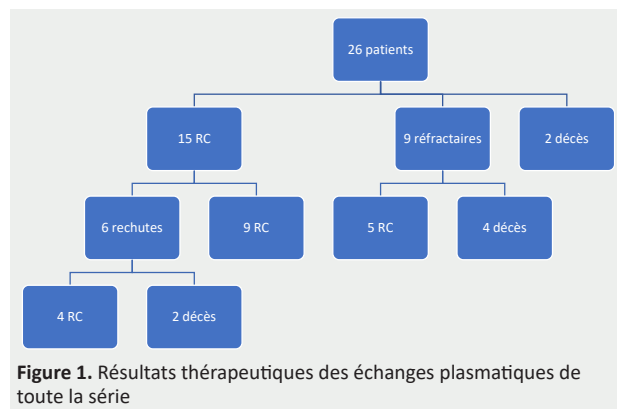 26 patients
15 RC
9 réfractaires
2 décès
6 rechutes
9 RC
5 RC
4 décès
4 RC
2 décès
Figure 1. Résultats thérapeutiques des échanges plasmatiques de
toute la série